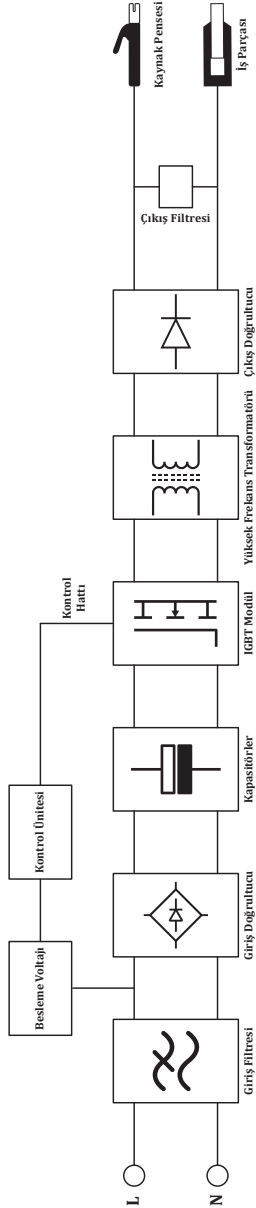 L
N
Giriş Filtresi
Besleme Voltajı
Giriş Doğrultucu
Kontrol Ünitesi
Kapasitörler
Kontrol
Hattı
IGBT Modül
Yüksek Frekans Transformatörü
Çıkış Doğrultucu
Çıkış Filtresi
Kaynak Pensesi
İş Parçası